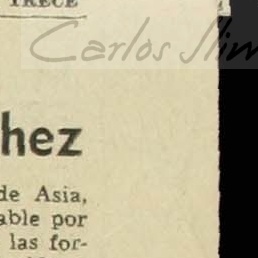 TRECE
Carlos Slim
hez
de Asia,
able por
las for-